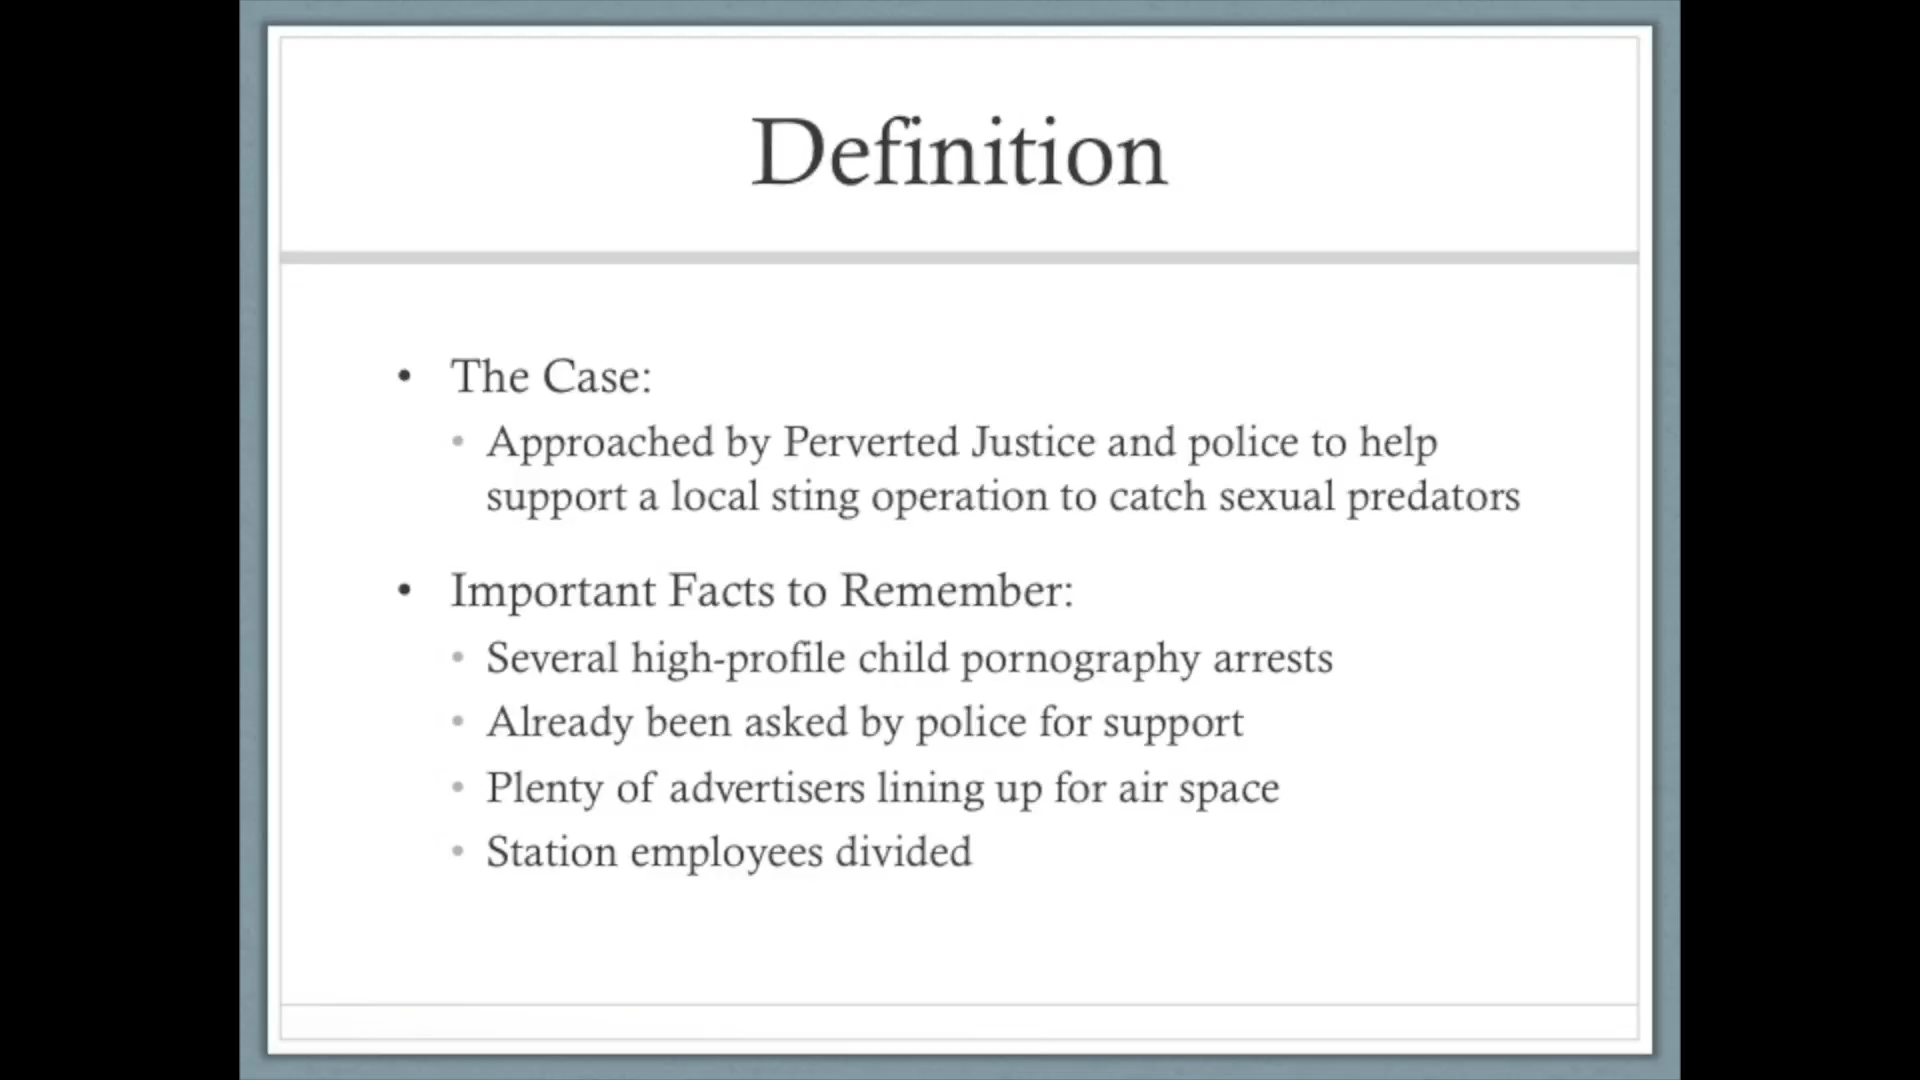 Definition
• The Case:
• Approached by Perverted Justice and police to help
support a local sting operation to catch sexual predators
• Important Facts to Remember:
• Several high-profile child pornography arrests
• Already been asked by police for support
• Plenty of advertisers lining up for air space
• Station employees divided